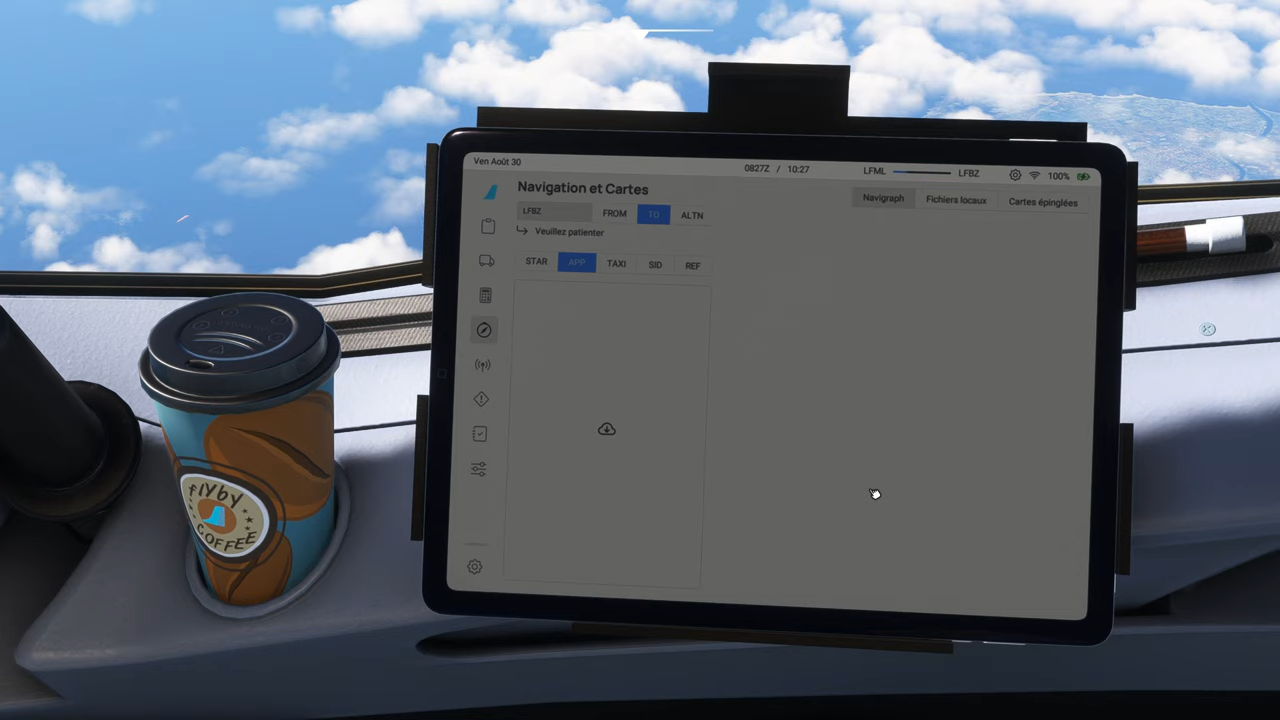 Ven Août 30
0827Z / 10:27
LFML
LFBZ
100%
Navigation et Cartes
Navigraph
Fichiers locaux
Cartes épinglées
LFBZ
FROM
TO
ALTN
Veuillez patienter
STAR
APP
TAXI
SID
REF
flyby
COFFEE